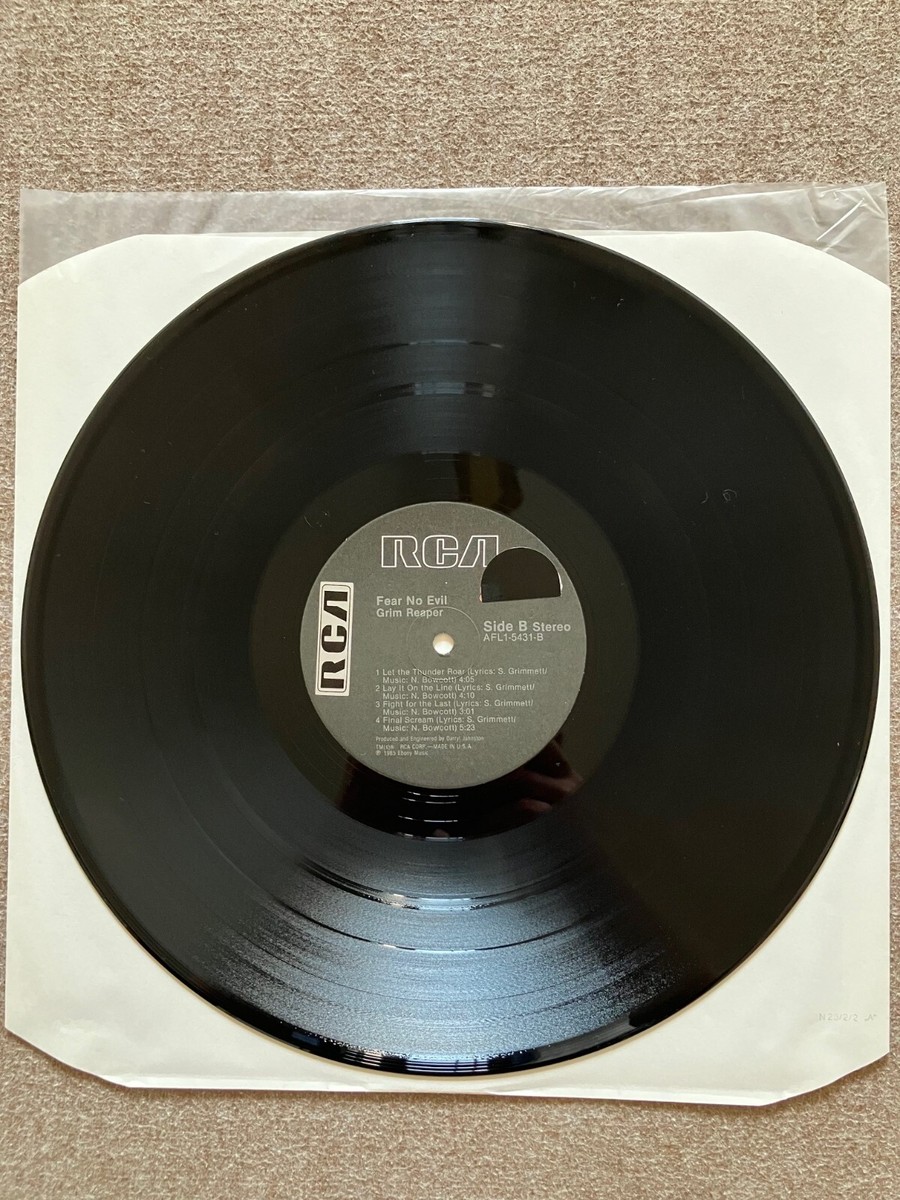 RCA
RCA
Fear No Evil
Grim Reaper
Side B Stereo
AFL1-5431-B
1 Let the Thunder Roar (Lyrics: S. Grimmett/
Music: N. Bowcott) 4:05
2 Lay It On the Line (Lyrics: S. Grimmett/
Music: N. Bowcott) 4:10
3 Fight for the Last (Lyrics: S. Grimmett/
Music: N. Bowcott) 3:01
4 Final Scream (Lyrics: S. Grimmett/
Music: N. Bowcott) 5:23
Produced and Engineered by Darryl Johnston
RCA CORP.—MADE IN U.S.A.
Ebony Music